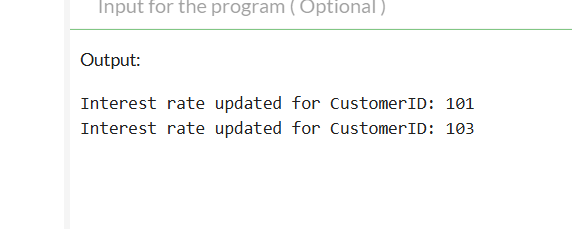 Input for the program ( Optional )
Output:
Interest rate updated for CustomerID: 101
Interest rate updated for CustomerID: 103